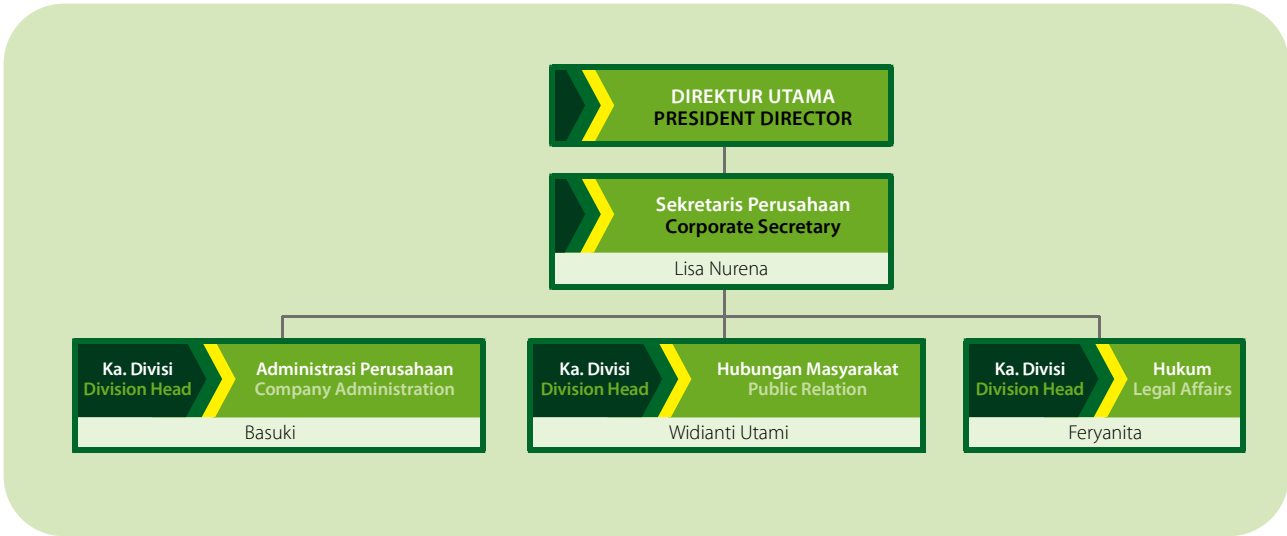 DIREKTUR UTAMA
PRESIDENT DIRECTOR
Sekretaris Perusahaan
Corporate Secretary
Lisa Nurena
Ka. Divisi
Division Head
Administrasi Perusahaan
Company Administration
Basuki
Ka. Divisi
Division Head
Hubungan Masyarakat
Public Relation
Widianti Utami
Ka. Divisi
Division Head
Hukum
Legal Affairs
Feryanita